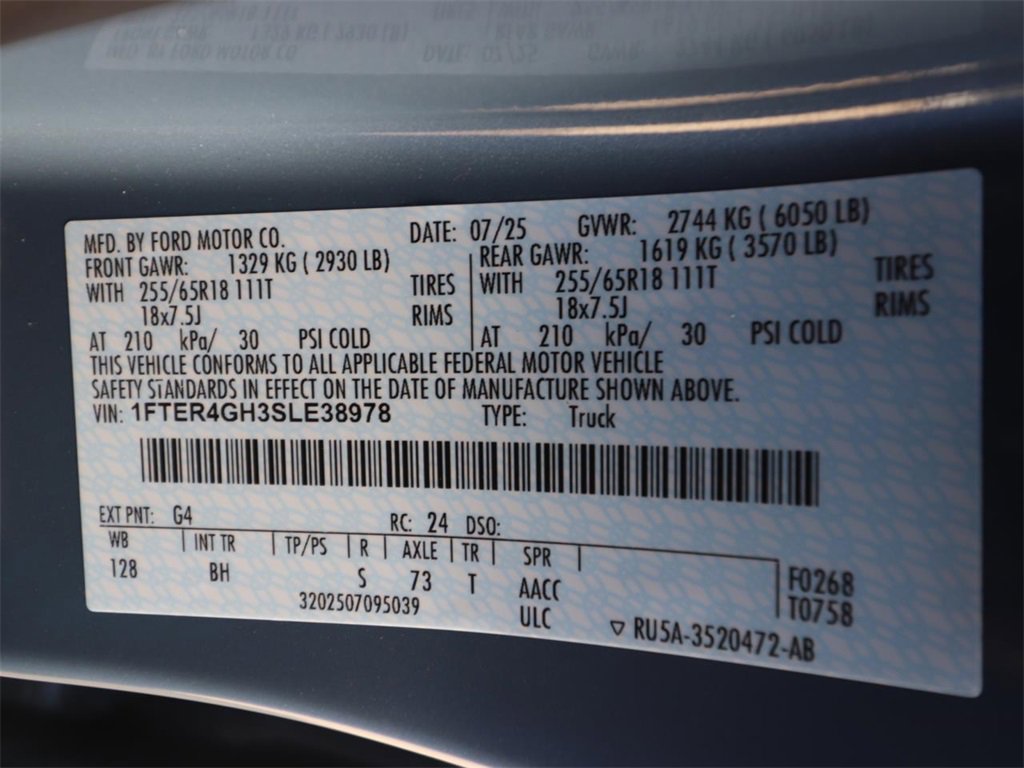 MFD. BY FORD MOTOR CO. DATE: 07/25 GVWR: 2744 KG ( 6050 LB)
FRONT GAWR: 1329 KG ( 2930 LB) REAR GAWR: 1619 KG ( 3570 LB)
WITH 255/65R18 111T TIRES WITH 255/65R18 111T TIRES
18x7.5J RIMS 18x7.5J RIMS
AT 210 kPa/ 30 PSI COLD AT 210 kPa/ 30 PSI COLD
THIS VEHICLE CONFORMS TO ALL APPLICABLE FEDERAL MOTOR VEHICLE
SAFETY STANDARDS IN EFFECT ON THE DATE OF MANUFACTURE SHOWN ABOVE.
VIN: 1FTER4GH3SLE38978 TYPE: Truck
EXT PNT: G4 RC: 24 DSO:
WB INT TR TP/PS R AXLE TR SPR
128 BH S 73 T AACC F0268
3202507095039 ULC T0758
▽ RU5A-3520472-AB